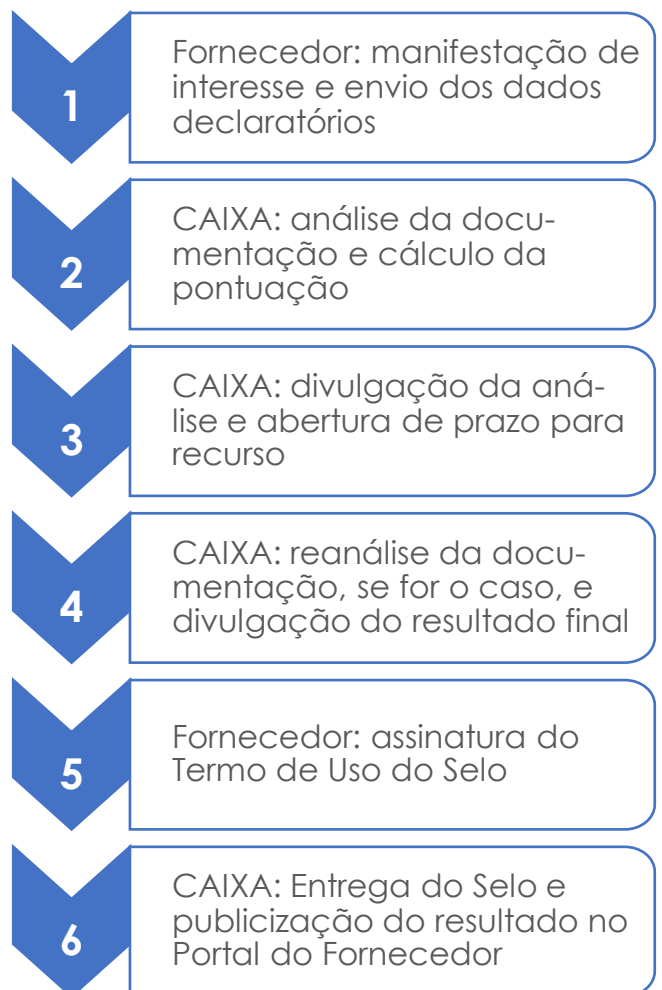 1
Fornecedor: manifestação de
interesse e envio dos dados
declaratórios
2
CAIXA: análise da docu-
mentação e cálculo da
pontuação
3
CAIXA: divulgação da aná-
lise e abertura de prazo para
recurso
4
CAIXA: reanálise da docu-
mentação, se for o caso, e
divulgação do resultado final
5
Fornecedor: assinatura do
Termo de Uso do Selo
6
CAIXA: Entrega do Selo e
publicização do resultado no
Portal do Fornecedor